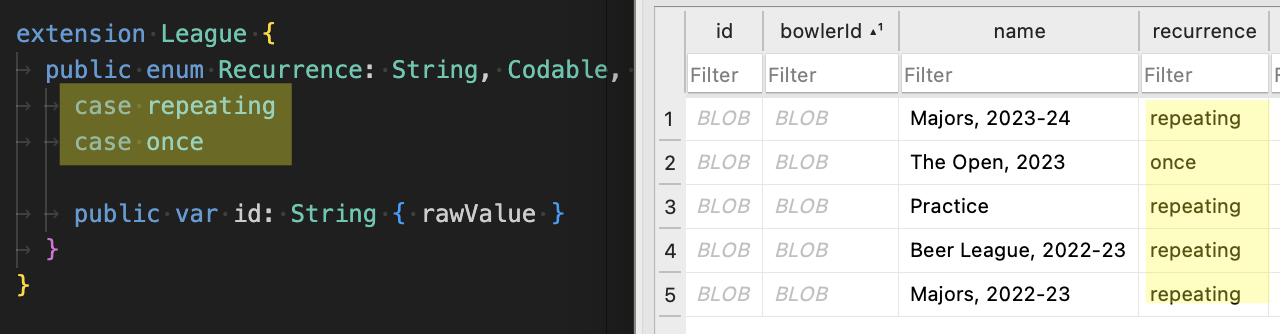 extension League {
public enum Recurrence: String, Codable,
case repeating
case once
public var id: String { rawValue }
}
}
id bowlerId ▲1 name recurrence
Filter Filter Filter Filter
1 BLOB BLOB Majors, 2023-24 repeating
2 BLOB BLOB The Open, 2023 once
3 BLOB BLOB Practice repeating
4 BLOB BLOB Beer League, 2022-23 repeating
5 BLOB BLOB Majors, 2022-23 repeating